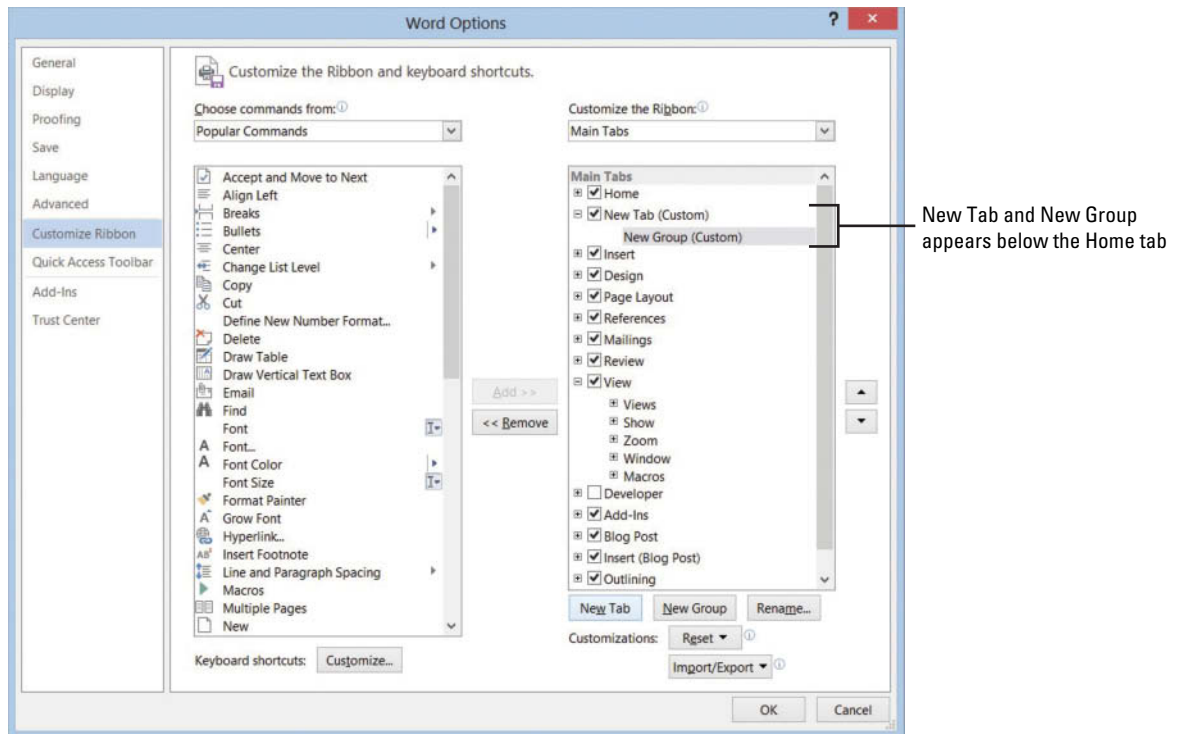 Word Options
?
×
General
Display
Proofing
Save
Language
Advanced
Customize Ribbon
Quick Access Toolbar
Add-Ins
Trust Center
Customize the Ribbon and keyboard shortcuts.
Choose commands from:
Popular Commands
Accept and Move to Next
Align Left
Breaks
Bullets
Center
Change List Level
Copy
Cut
Define New Number Format...
Delete
Draw Table
Draw Vertical Text Box
Email
Find
Font
Font...
Font Color
Font Size
Format Painter
Grow Font
Hyperlink...
Insert Footnote
Line and Paragraph Spacing
Macros
Multiple Pages
New
Keyboard shortcuts: Customize...
Add >>
<< Remove
Customize the Ribbon:
Main Tabs
Main Tabs
Home
New Tab (Custom)
New Group (Custom)
Insert
Design
Page Layout
References
Mailings
Review
View
Views
Show
Zoom
Window
Macros
Developer
Add-Ins
Blog Post
Insert (Blog Post)
Outlining
New Tab New Group Rename...
Customizations: Reset
Import/Export
OK Cancel
New Tab and New Group
appears below the Home tab